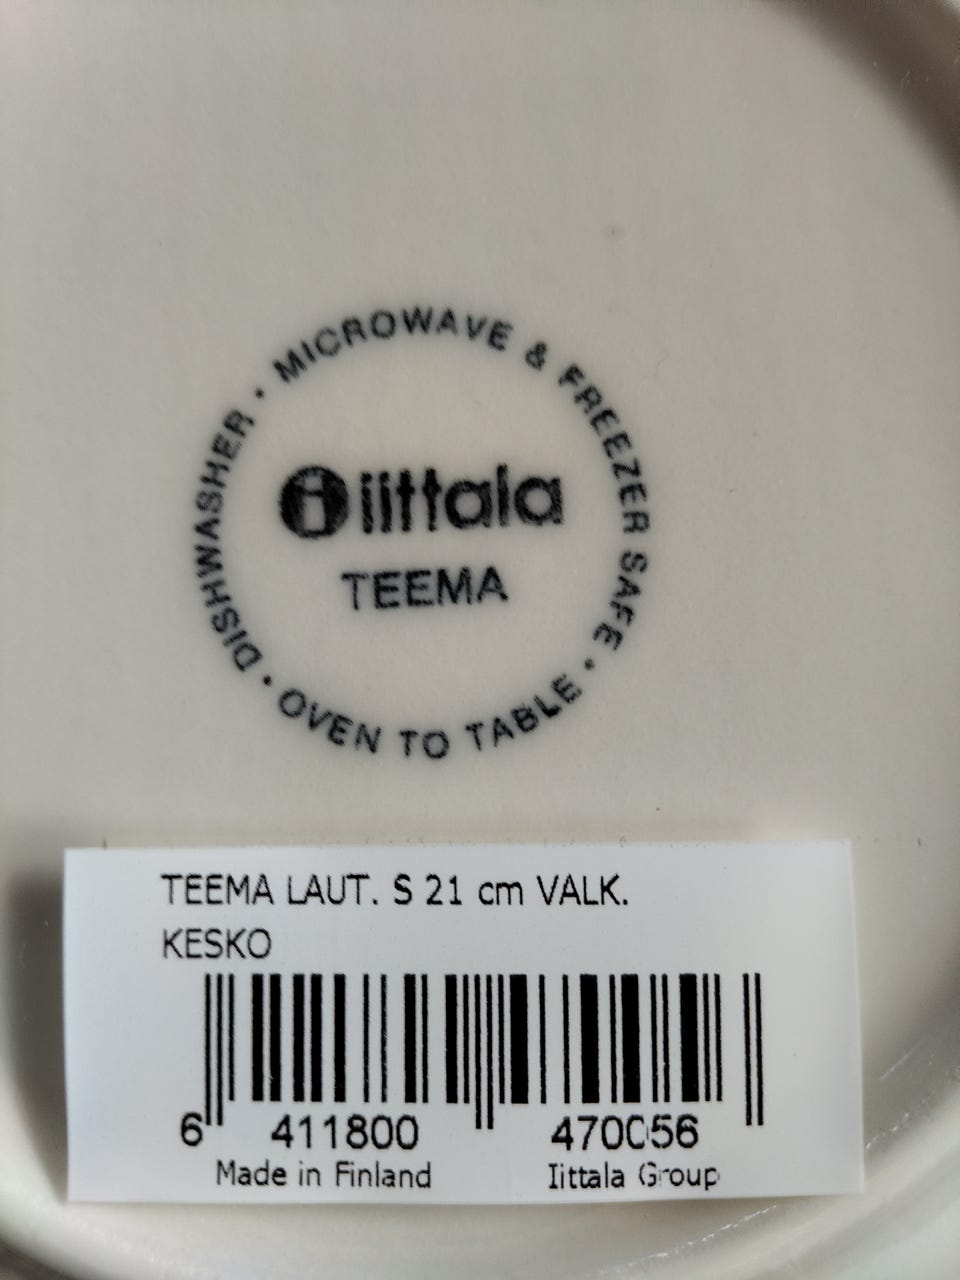 DISHWASHER • MICROWAVE & FREEZER SAFE • OVEN TO TABLE •
i iittala
TEEMA
TEEMA LAUT. S 21 cm VALK.
KESKO
6 411800 470056
Made in Finland Iittala Group